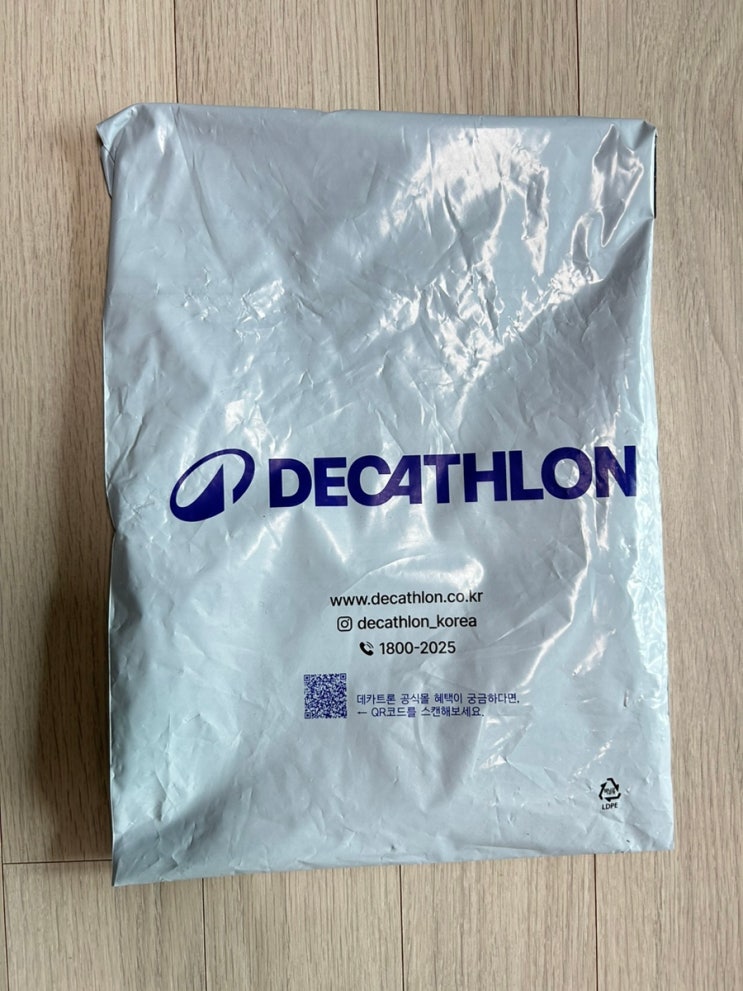 DECATHLON
www.decathlon.co.kr
decathlon_korea
1800-2025
데카트론 공식몰 혜택이 궁금하다면,
← QR코드를 스캔해보세요.
LDPE